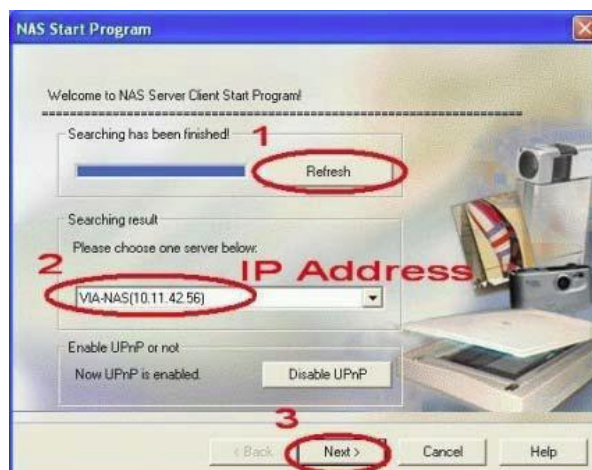 NAS Start Program
Welcome to NAS Server Client Start Program!
==================================================
Searching has been finished!
1
Refresh
Searching result
Please choose one server below:
2
IP Address
VIA-NAS(10.11.42.56)
Enable UPnP or not
Now UPnP is enabled.
Disable UPnP
3
< Back
Next >
Cancel
Help